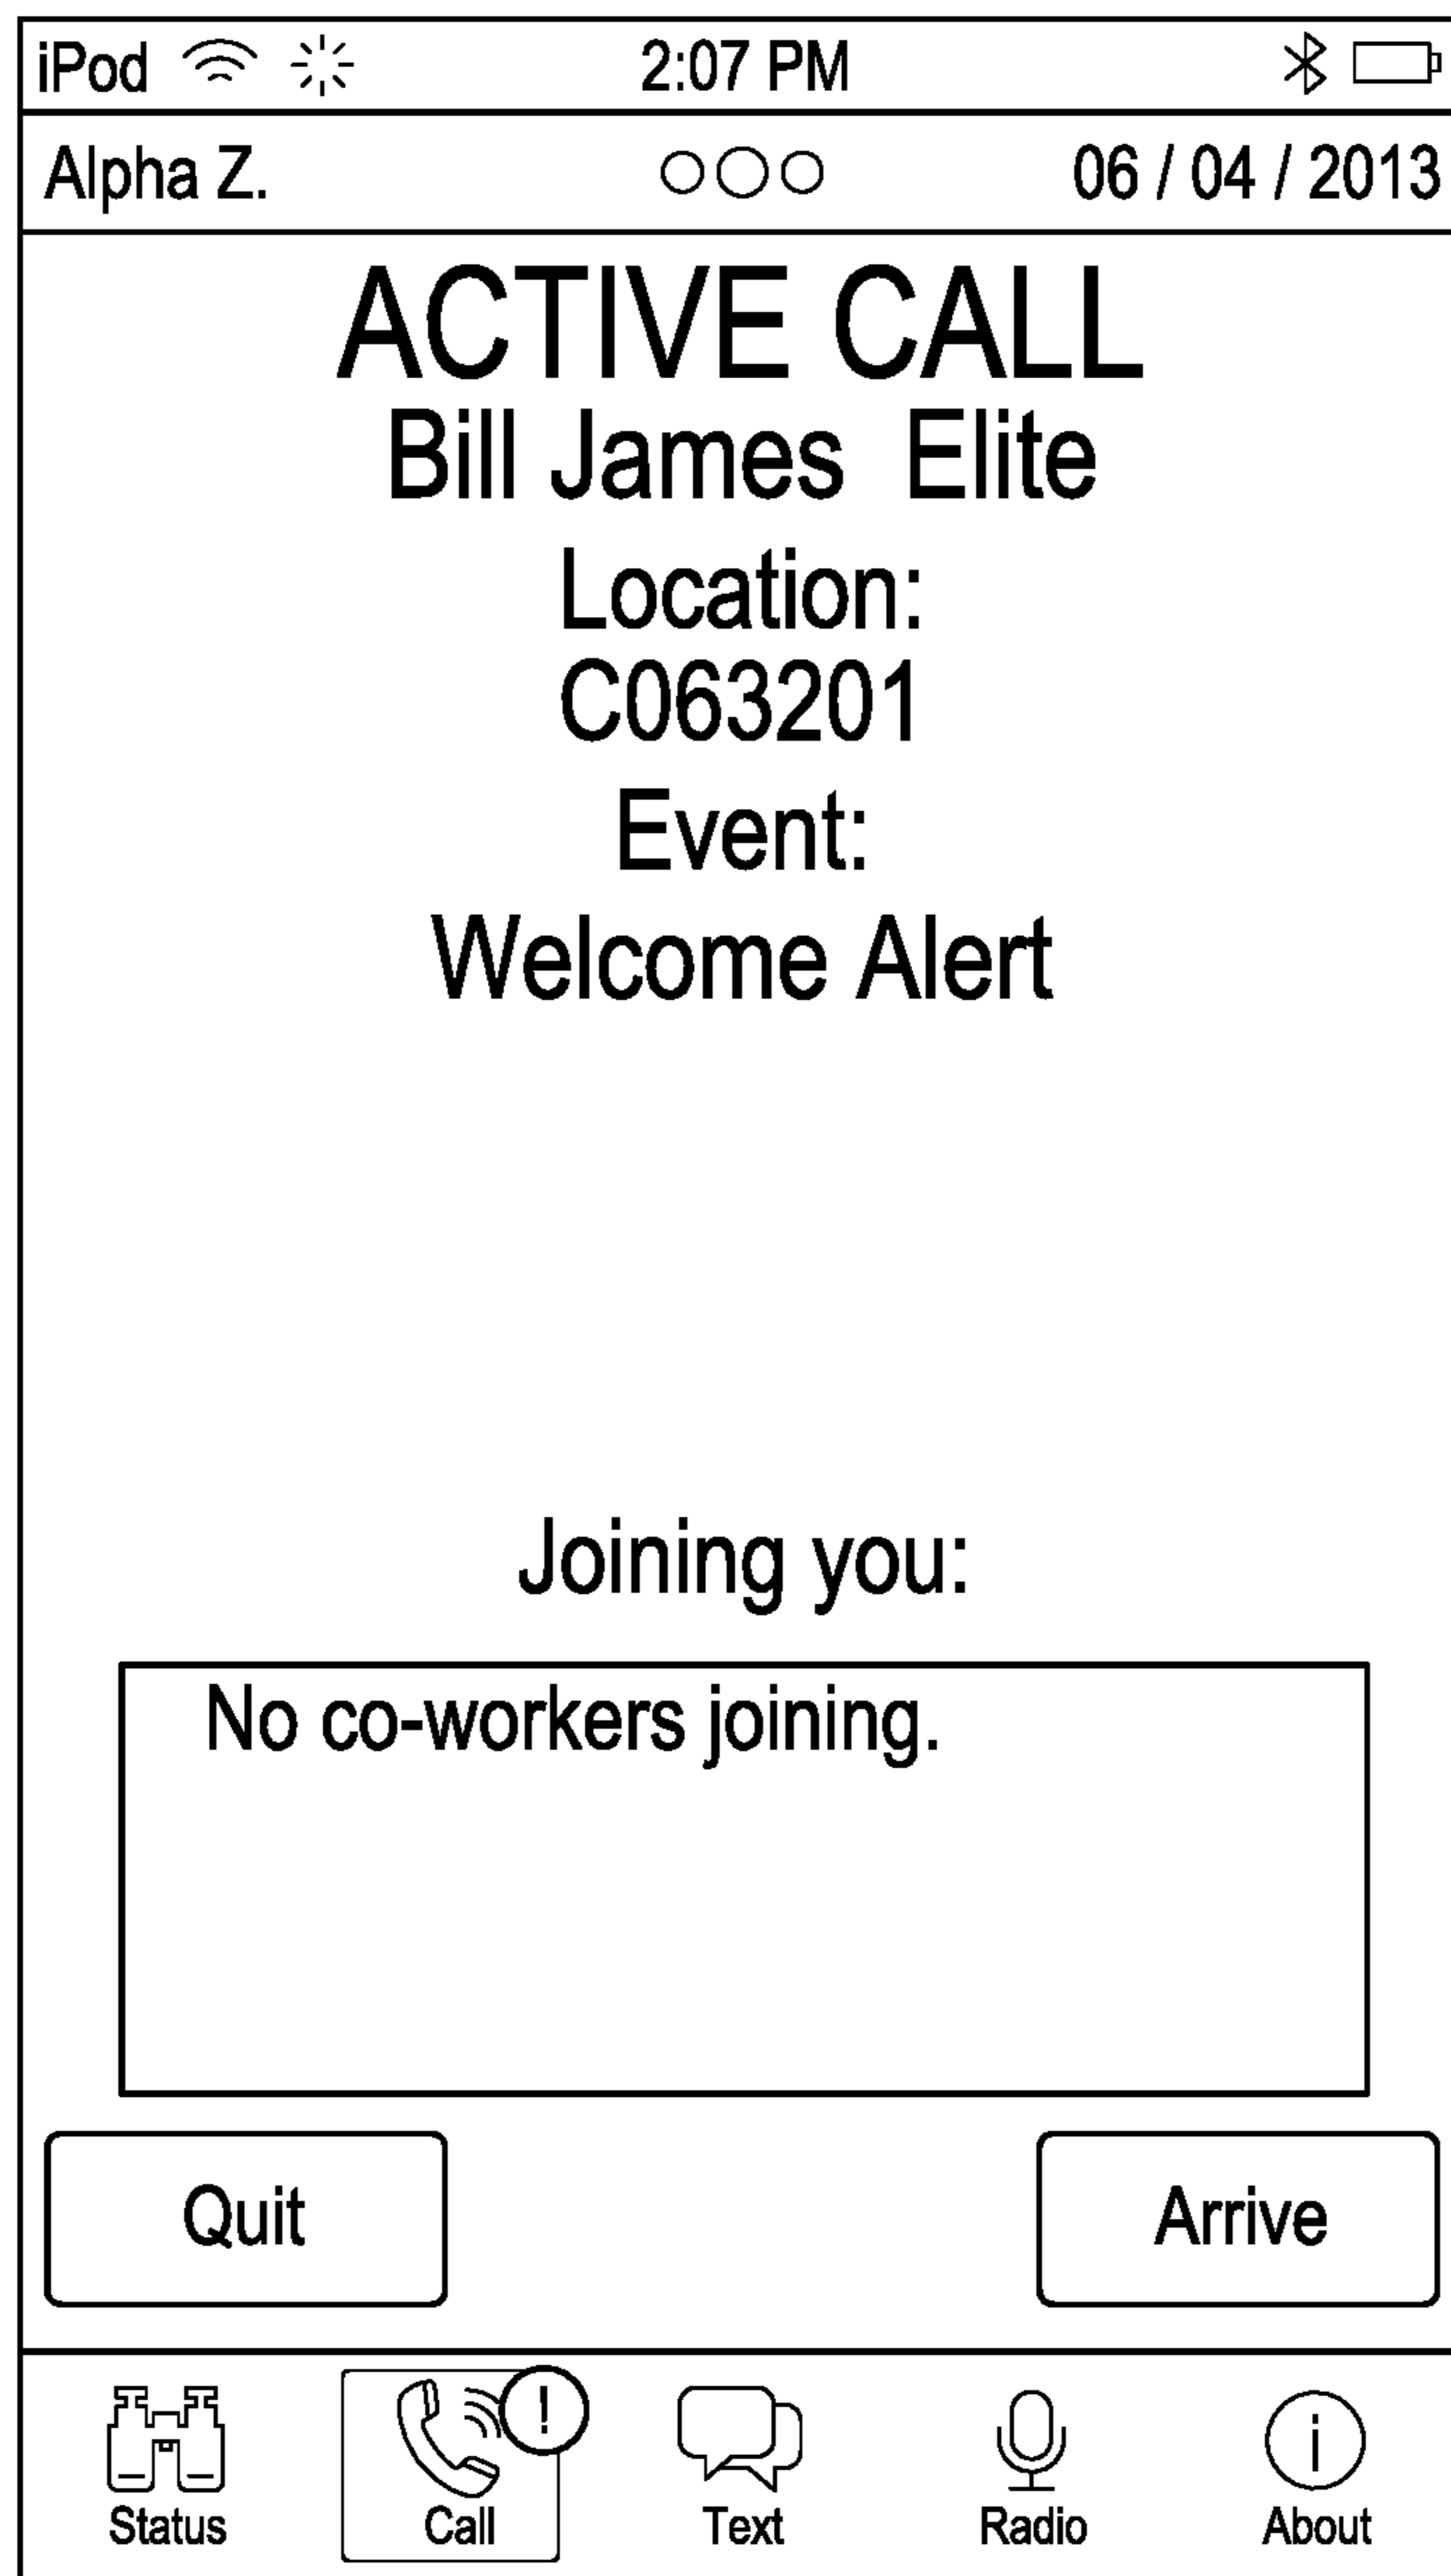 iPod 2:07 PM
Alpha Z. 06 / 04 / 2013
ACTIVE CALL
Bill James Elite
Location:
C063201
Event:
Welcome Alert
Joining you:
No co-workers joining.
Quit Arrive
!
i
Status Call Text Radio About